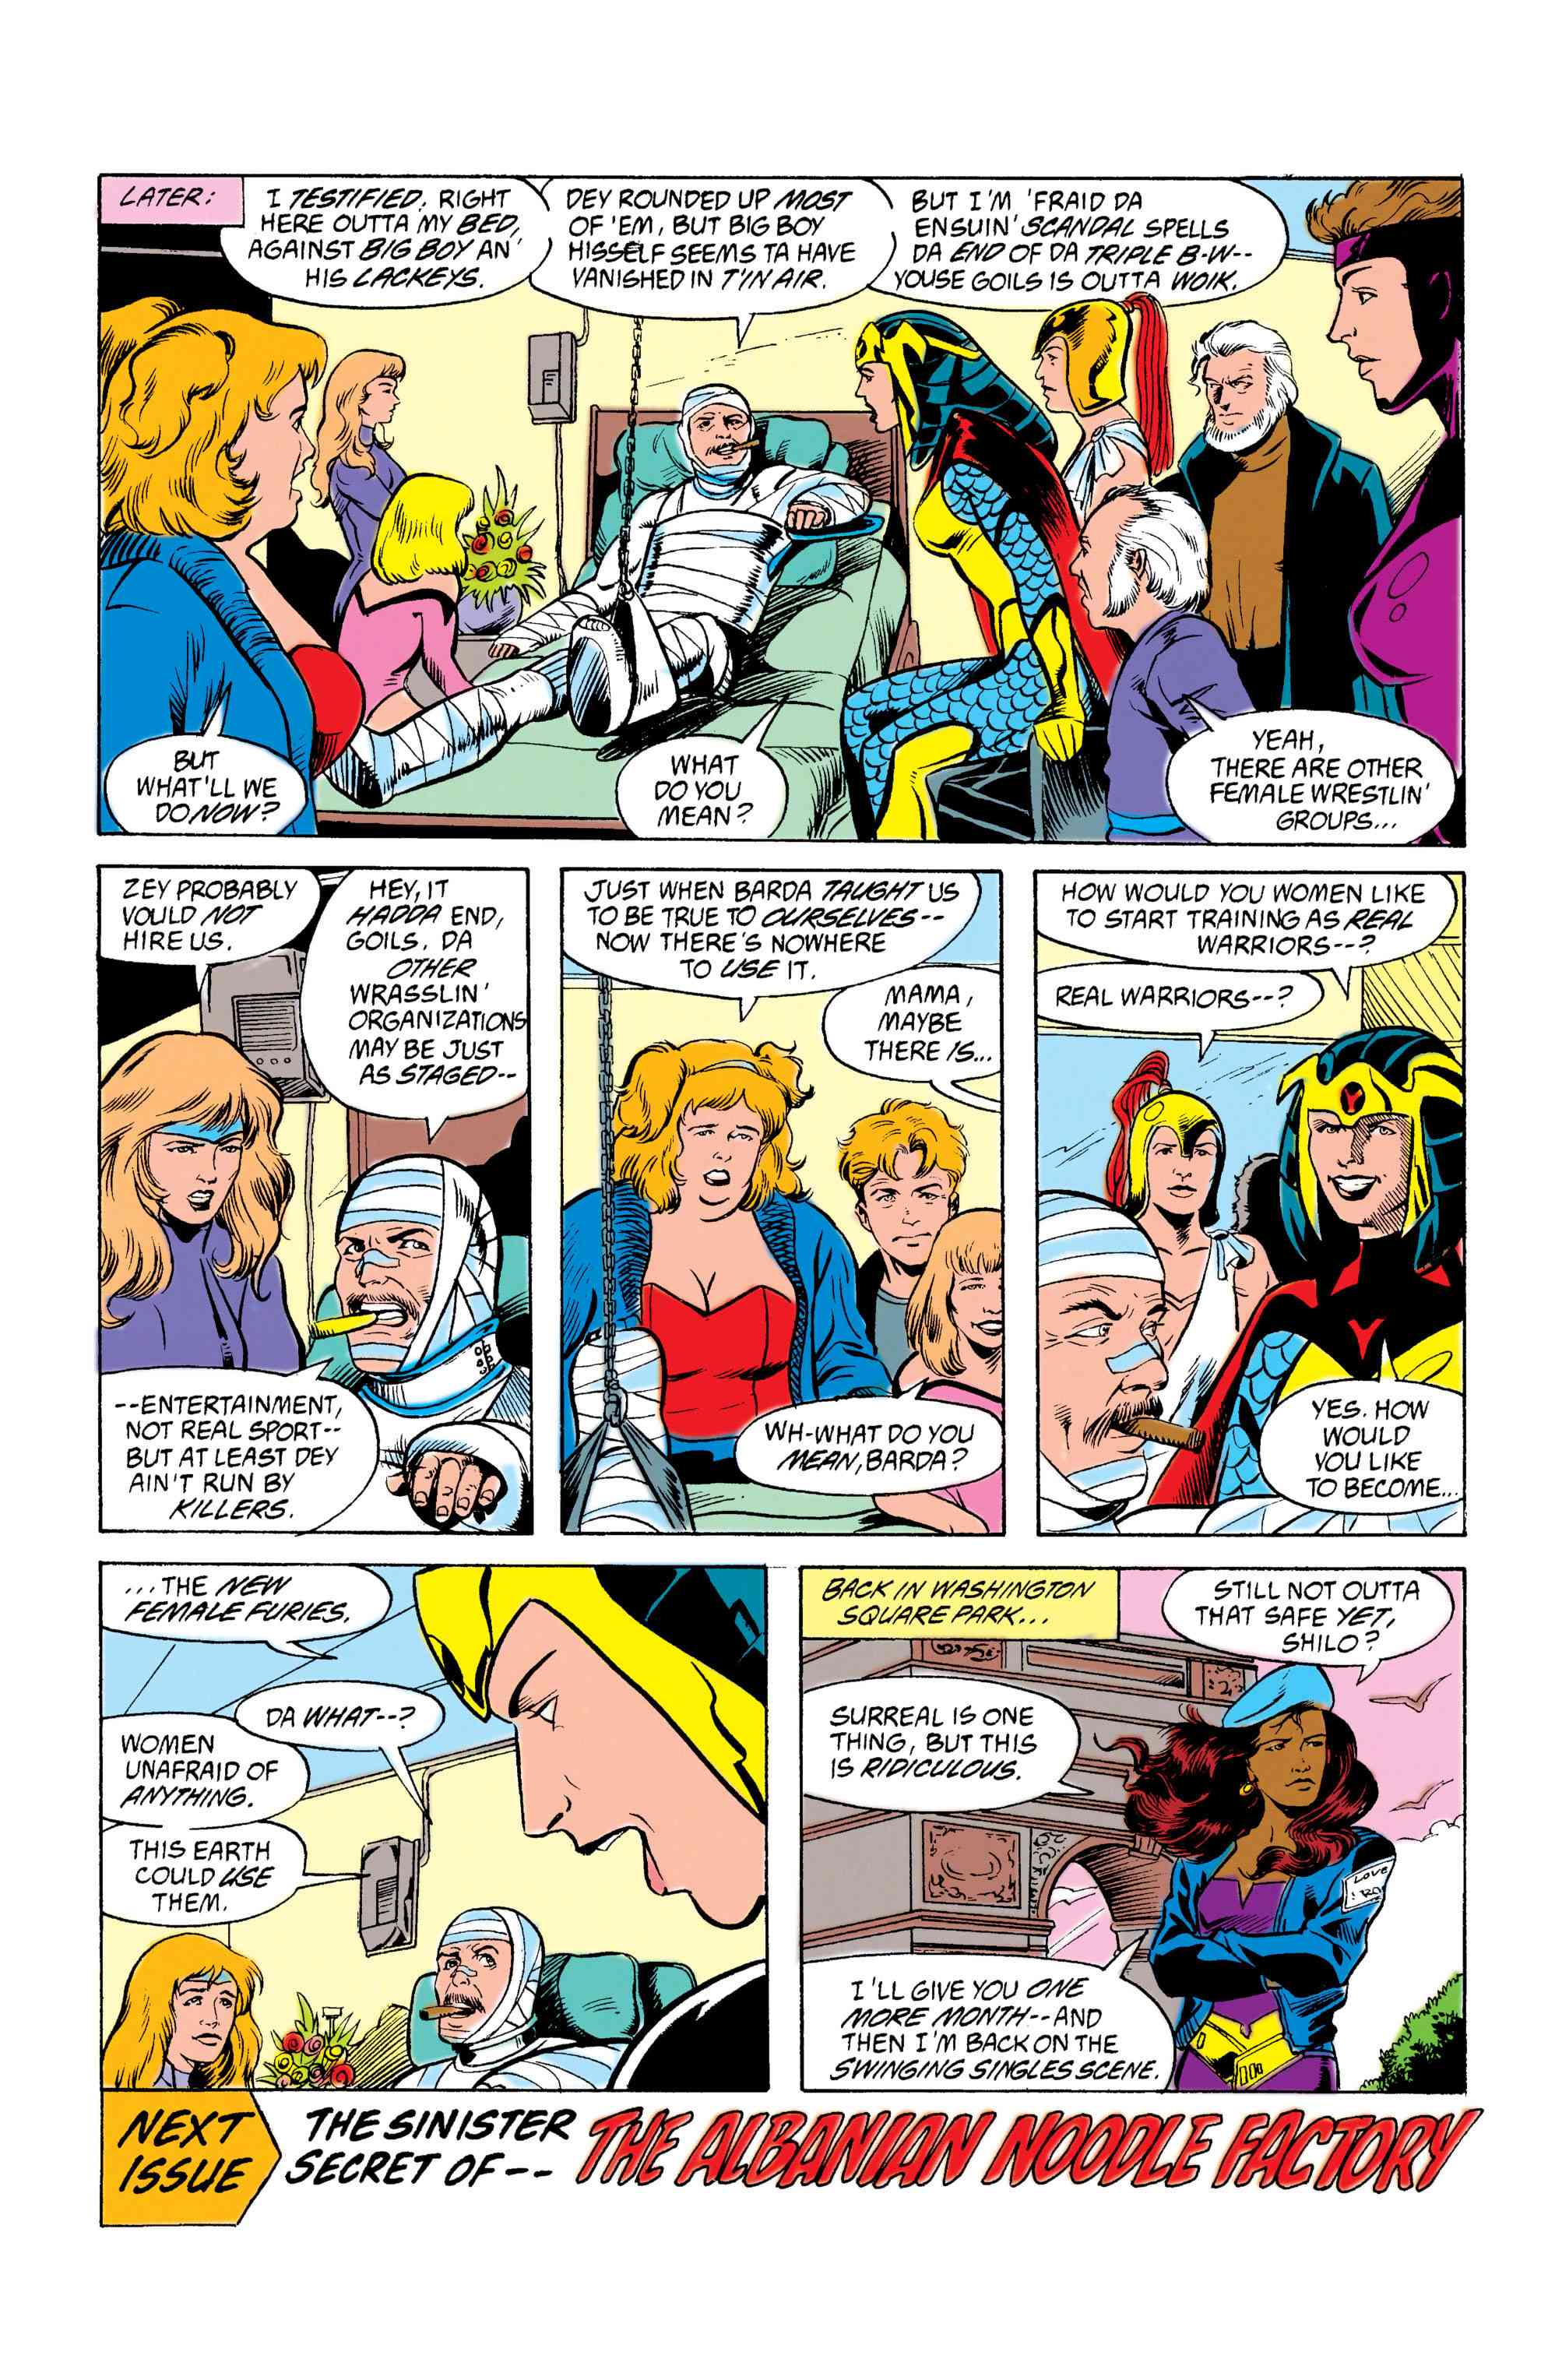 LATER:
I TESTIFIED, RIGHT
HERE OUTTA MY BED,
AGAINST BIG BOY AN'
HIS LACKEYS.
DEY ROUNDED UP MOST
OF 'EM, BUT BIG BOY
HISSELF SEEMS TA HAVE
VANISHED IN T'IN AIR.
BUT I'M 'FRAID DA
ENSUIN' SCANDAL SPELLS
DA END OF DA TRIPLE B-W--
YOUSE GOILS IS OUTTA WOIK.
BUT
WHAT'LL WE
DO NOW?
WHAT
DO YOU
MEAN?
YEAH,
THERE ARE OTHER
FEMALE WRESTLIN'
GROUPS...
ZEY PROBABLY
VOULD NOT
HIRE US.
HEY, IT
HADDA END,
GOILS. DA
OTHER
WRASSLIN'
ORGANIZATIONS
MAY BE JUST
AS STAGED--
--ENTERTAINMENT,
NOT REAL SPORT--
BUT AT LEAST DEY
AIN'T RUN BY
KILLERS.
JUST WHEN BARDA TAUGHT US
TO BE TRUE TO OURSELVES--
NOW THERE'S NOWHERE
TO USE IT.
MAMA,
MAYBE
THERE IS...
WH-WHAT DO YOU
MEAN, BARDA?
HOW WOULD YOU WOMEN LIKE
TO START TRAINING AS REAL
WARRIORS--?
REAL WARRIORS--?
YES. HOW
WOULD
YOU LIKE
TO BECOME...
...THE NEW
FEMALE FURIES.
DA WHAT--?
WOMEN
UNAFRAID OF
ANYTHING.
THIS EARTH
COULD USE
THEM.
BACK IN WASHINGTON
SQUARE PARK...
STILL NOT OUTTA
THAT SAFE YET,
SHILO?
SURREAL IS ONE
THING, BUT THIS
IS RIDICULOUS.
LOVE
I'LL GIVE YOU ONE
MORE MONTH--AND
THEN I'M BACK ON THE
SWINGING SINGLES SCENE.
NEXT
ISSUE
THE SINISTER
SECRET OF--
THE ALBANIAN NOODLE FACTORY